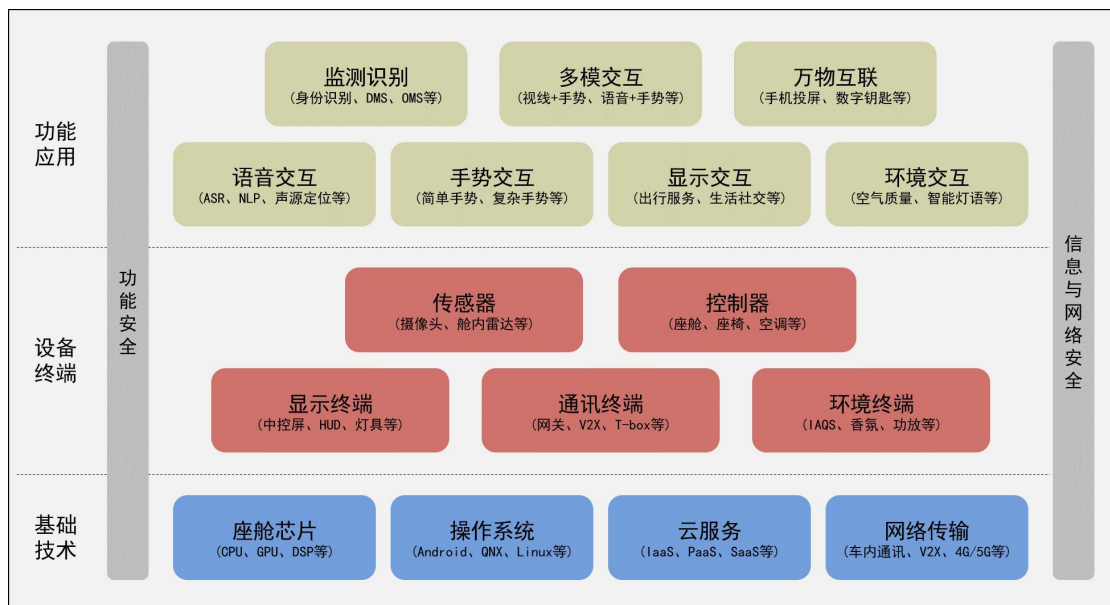 监测识别
(身份识别、DMS、OMS等)
多模交互
(视线+手势、语音+手势等)
万物互联
(手机投屏、数字钥匙等)
功能
应用
语音交互
(ASR、NLP、声源定位等)
手势交互
(简单手势、复杂手势等)
显示交互
(出行服务、生活社交等)
环境交互
(空气质量、智能灯语等)
功能安全
信息与网络安全
传感器
(摄像头、舱内雷达等)
控制器
(座舱、座椅、空调等)
设备
终端
显示终端
(中控屏、HUD、灯具等)
通讯终端
(网关、V2X、T-box等)
环境终端
(IAQS、香氛、功放等)
基础
技术
座舱芯片
(CPU、GPU、DSP等)
操作系统
(Android、QNX、Linux等)
云服务
(IaaS、PaaS、SaaS等)
网络传输
(车内通讯、V2X、4G/5G等)